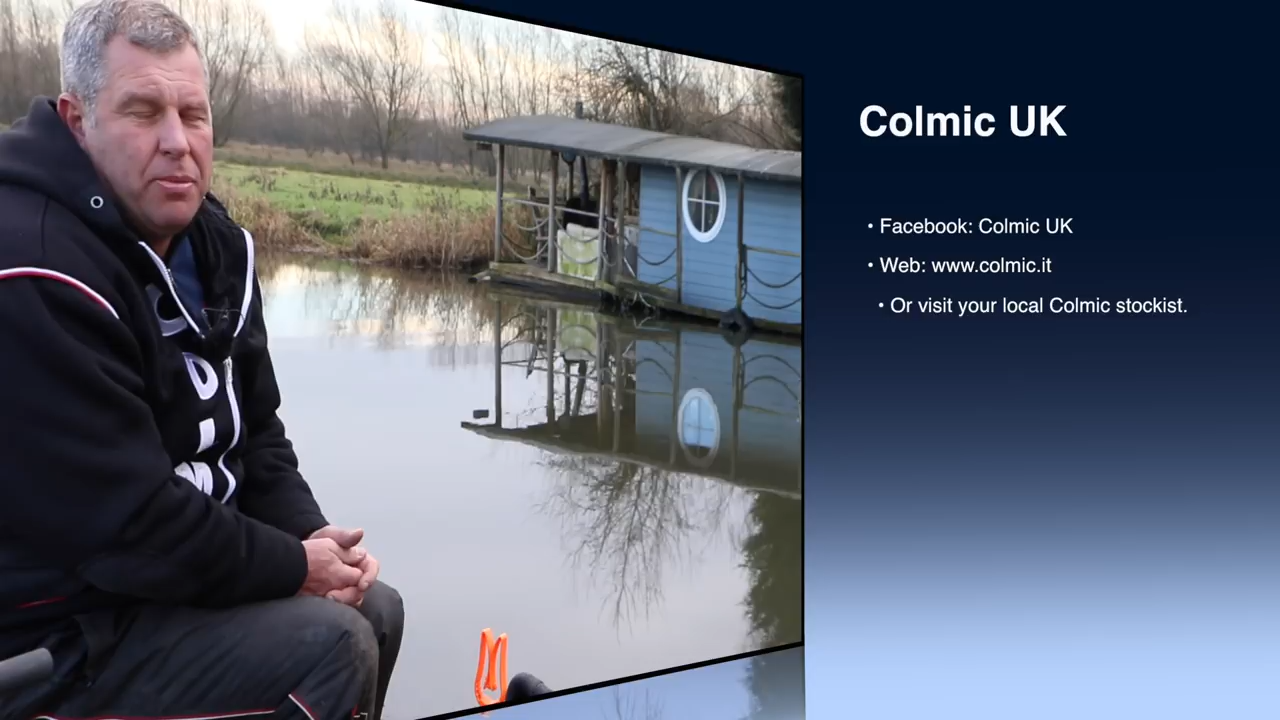 Colmic UK
• Facebook: Colmic UK
• Web: www.colmic.it
• Or visit your local Colmic stockist.